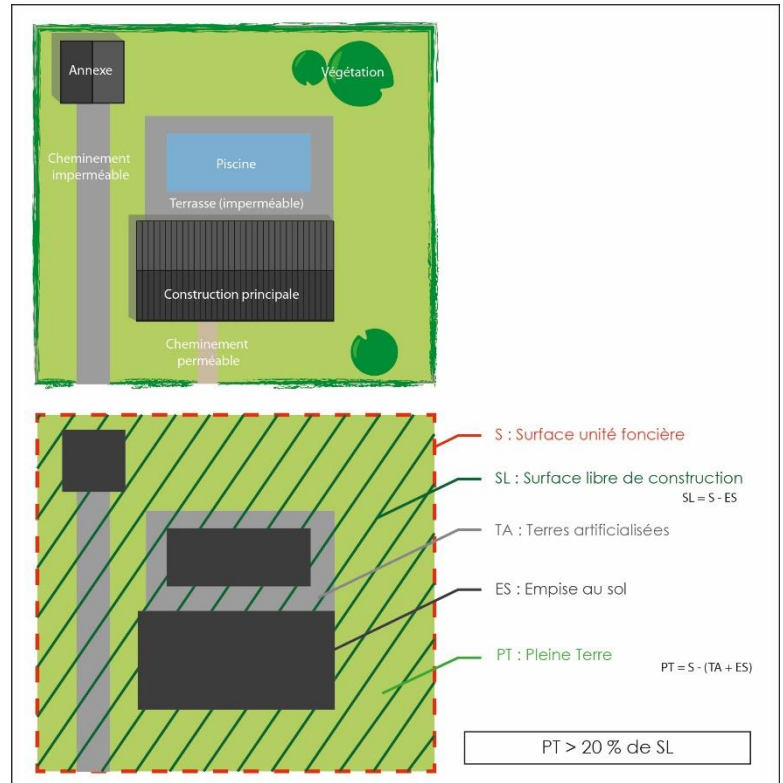 Annexe
Végétation
Cheminement
imperméable
Piscine
Terrasse (imperméable)
Construction principale
Cheminement
perméable
S : Surface unité foncière
SL : Surface libre de construction
SL = S - ES
TA : Terres artificialisées
ES : Empise au sol
PT : Pleine Terre
PT = S - (TA + ES)
PT > 20 % de SL